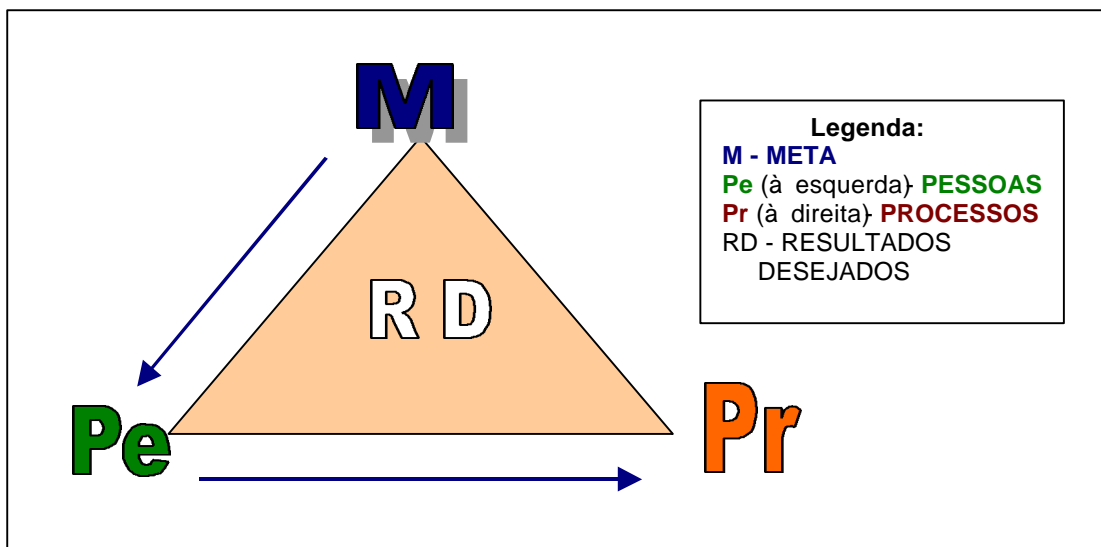 M
Legenda:
M - META
Pe (à esquerda)- PESSOAS
Pr (à direita)- PROCESSOS
RD - RESULTADOS
DESEJADOS
R D
Pe
Pr